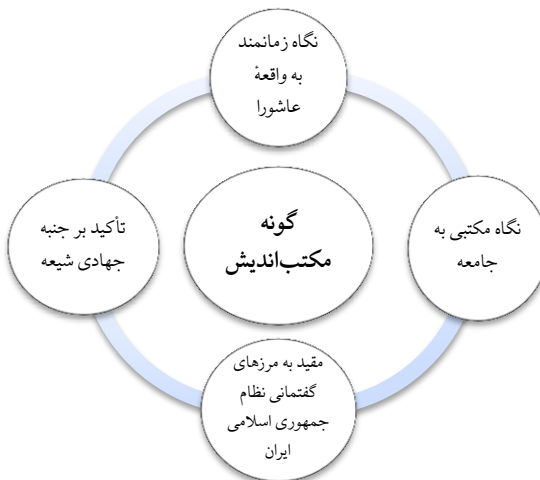 نگاه زمانمند
به واقعهٔ
عاشورا
نگاه مکتبی به
جامعه
گونه
مکتب‌اندیش
تأکید بر جنبه
جهادی شیعه
مقید به مرزهای
گفتمانی نظام
جمهوری اسلامی
ایران